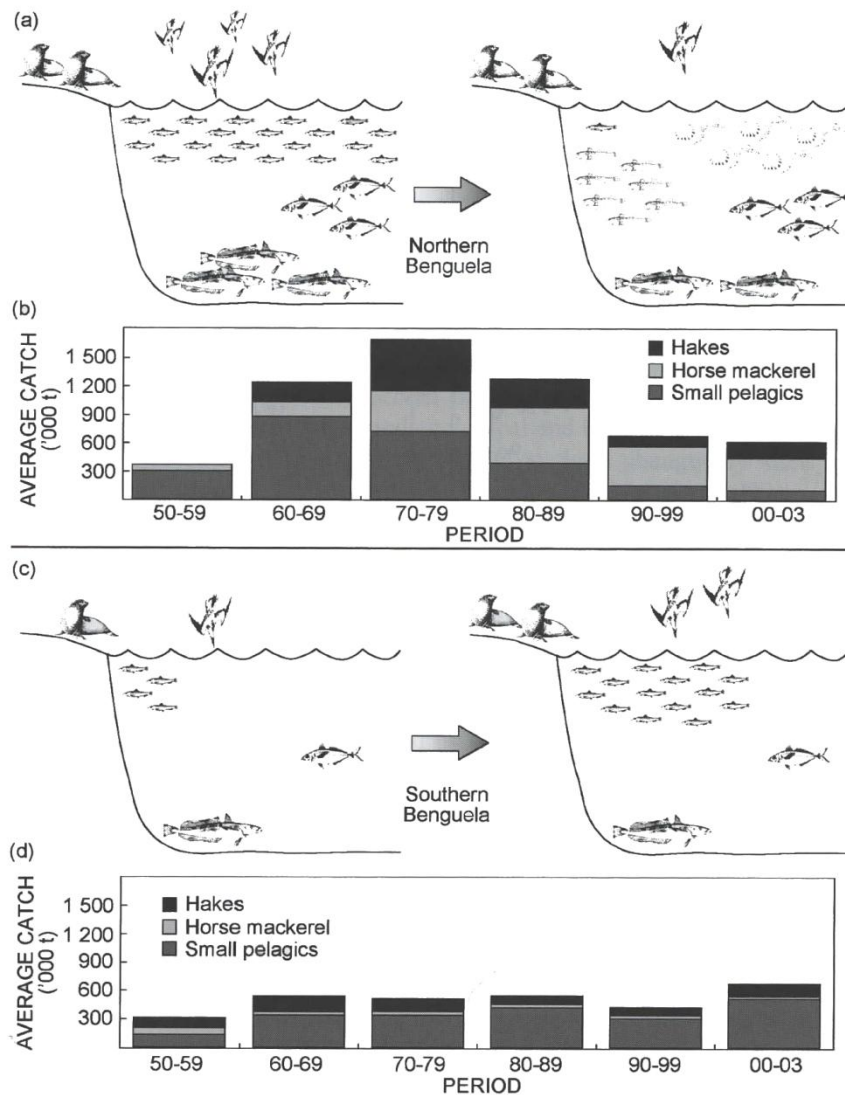 (a)
Northern
Benguela
(b)
AVERAGE CATCH
('000 t)
1 500
1 200
900
600
300
Hakes
Horse mackerel
Small pelagics
50-59
60-69
70-79
80-89
90-99
00-03
PERIOD
(c)
Southern
Benguela
(d)
AVERAGE CATCH
('000 t)
1 500
1 200
900
600
300
Hakes
Horse mackerel
Small pelagics
50-59
60-69
70-79
80-89
90-99
00-03
PERIOD